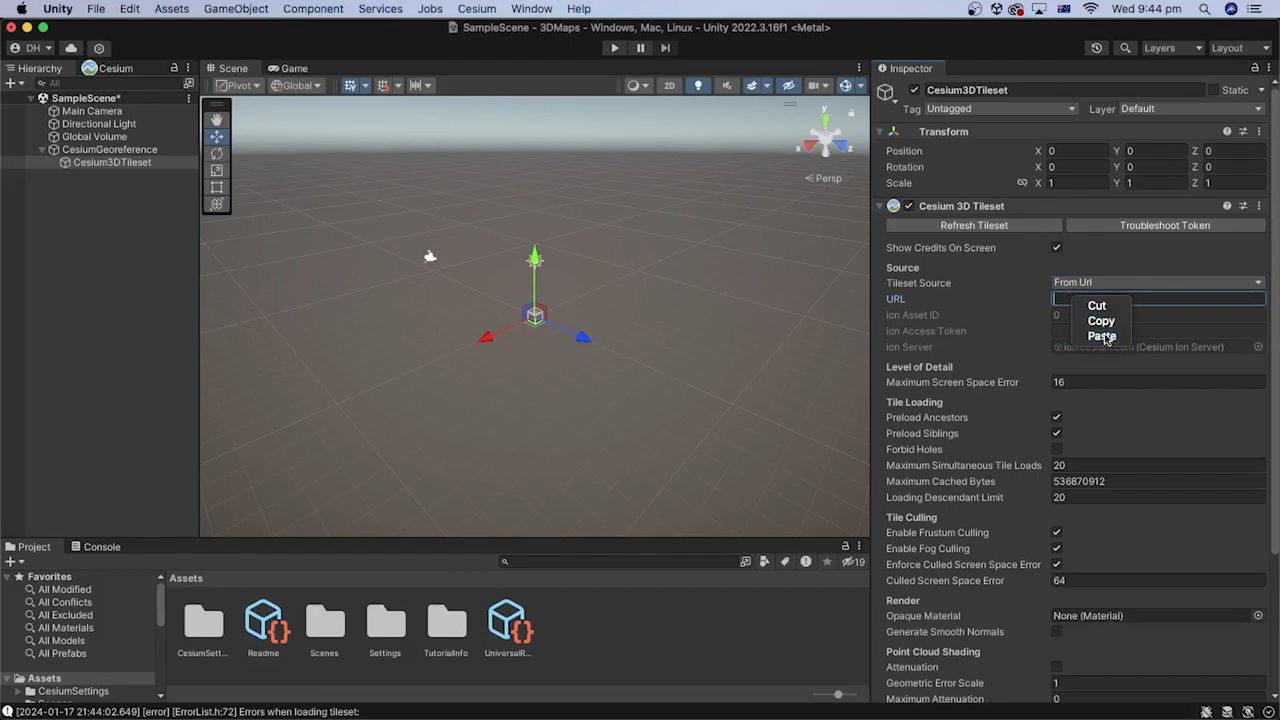 Unity File Edit Assets GameObject Component Services Jobs Cesium Window Help Wed 9:44 pm
SampleScene - 3DMaps - Windows, Mac, Linux - Unity 2022.3.16f1 <Metal>
DH Layers Layout
Hierarchy Cesium
All
SampleScene*
Main Camera
Directional Light
Global Volume
CesiumGeoreference
Cesium3DTileset
Scene Game
Pivot Global 2D
y
x z
Persp
Inspector
Cesium3DTileset Static
Tag Untagged Layer Default
Transform
Position X 0 Y 0 Z 0
Rotation X 0 Y 0 Z 0
Scale X 1 Y 1 Z 1
Cesium 3D Tileset
Refresh Tileset Troubleshoot Token
Show Credits On Screen
Source
Tileset Source From Url
URL
ion Asset ID 0
ion Access Token
ion Server (Cesium Ion Server)
Cut
Copy
Paste
Level of Detail
Maximum Screen Space Error 16
Tile Loading
Preload Ancestors
Preload Siblings
Forbid Holes
Maximum Simultaneous Tile Loads 20
Maximum Cached Bytes 536870912
Loading Descendant Limit 20
Tile Culling
Enable Frustum Culling
Enable Fog Culling
Enforce Culled Screen Space Error
Culled Screen Space Error 64
Render
Opaque Material None (Material)
Generate Smooth Normals
Point Cloud Shading
Attenuation
Geometric Error Scale 1
Maximum Attenuation 0
Project Console
19
Favorites
All Modified
All Conflicts
All Excluded
All Materials
All Models
All Prefabs
Assets
CesiumSettings
Assets
CesiumSett... Readme Scenes Settings TutorialInfo UniversalR...
[2024-01-17 21:44:02.649] [error] [ErrorList.h:72] Errors when loading tileset: